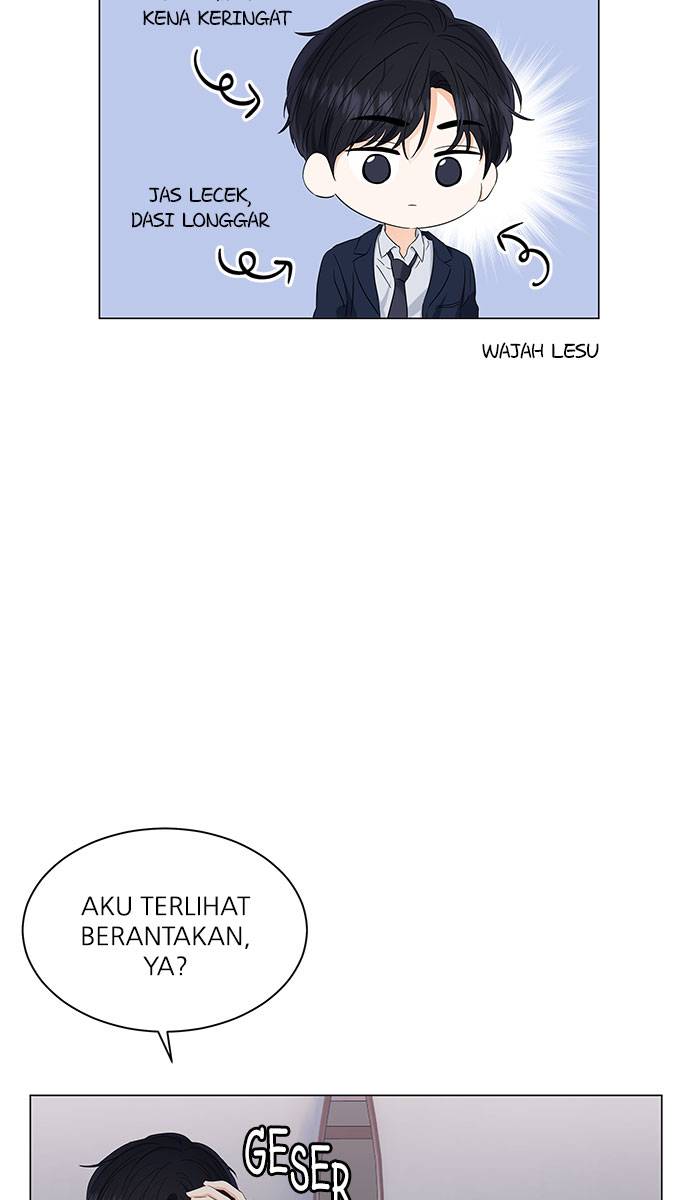 KENA KERINGAT
JAS LECEK,
DASI LONGGAR
WAJAH LESU
AKU TERLIHAT
BERANTAKAN,
YA?
GESER